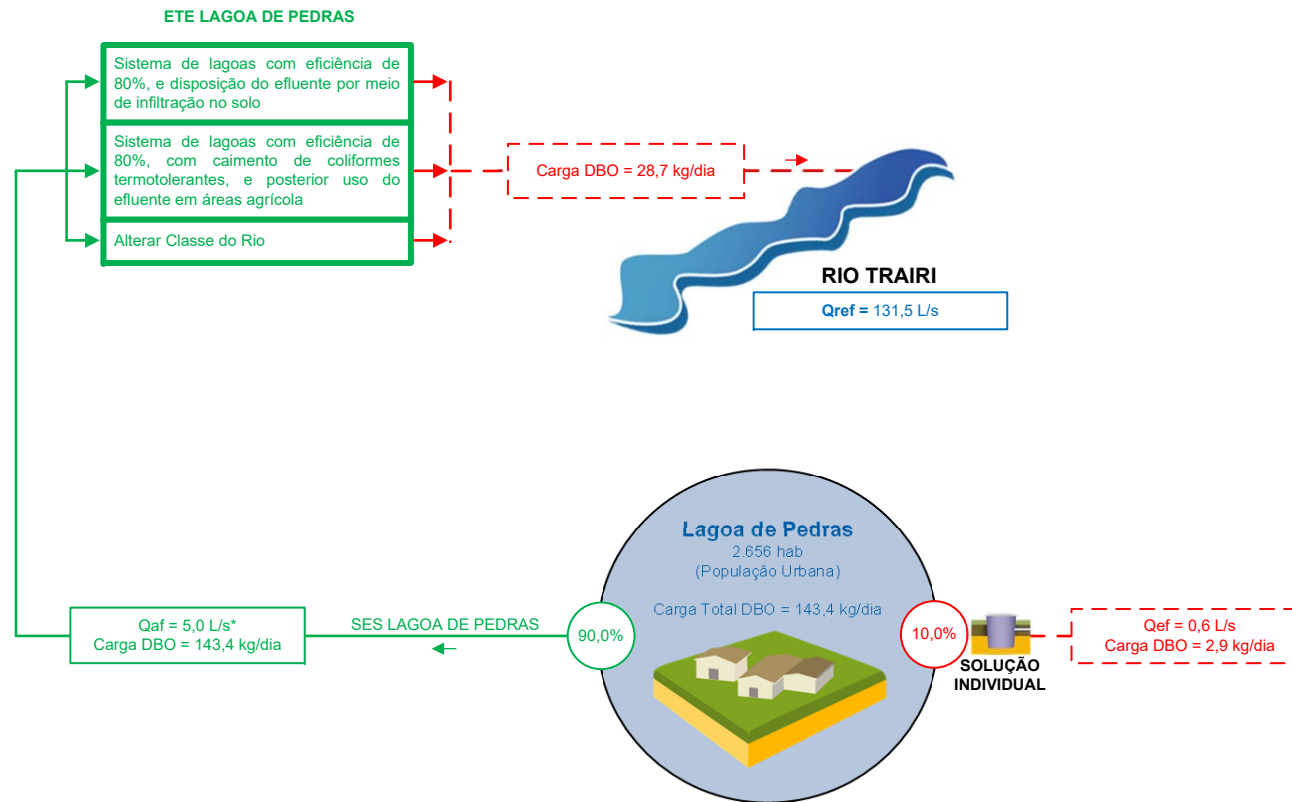 ETE LAGOA DE PEDRAS
Sistema de lagoas com eficiência de
80%, e disposição do efluente por meio
de infiltração no solo
Sistema de lagoas com eficiência de
80%, com caimento de coliformes
termotolerantes, e posterior uso do
efluente em áreas agrícola
Alterar Classe do Rio
Carga DBO = 28,7 kg/dia
RIO TRAIRI
Qref = 131,5 L/s
Lagoa de Pedras
2.656 hab
(População Urbana)
Carga Total DBO = 143,4 kg/dia
Qaf = 5,0 L/s*
Carga DBO = 143,4 kg/dia
SES LAGOA DE PEDRAS
90,0%
10,0%
SOLUÇÃO
INDIVIDUAL
Qef = 0,6 L/s
Carga DBO = 2,9 kg/dia